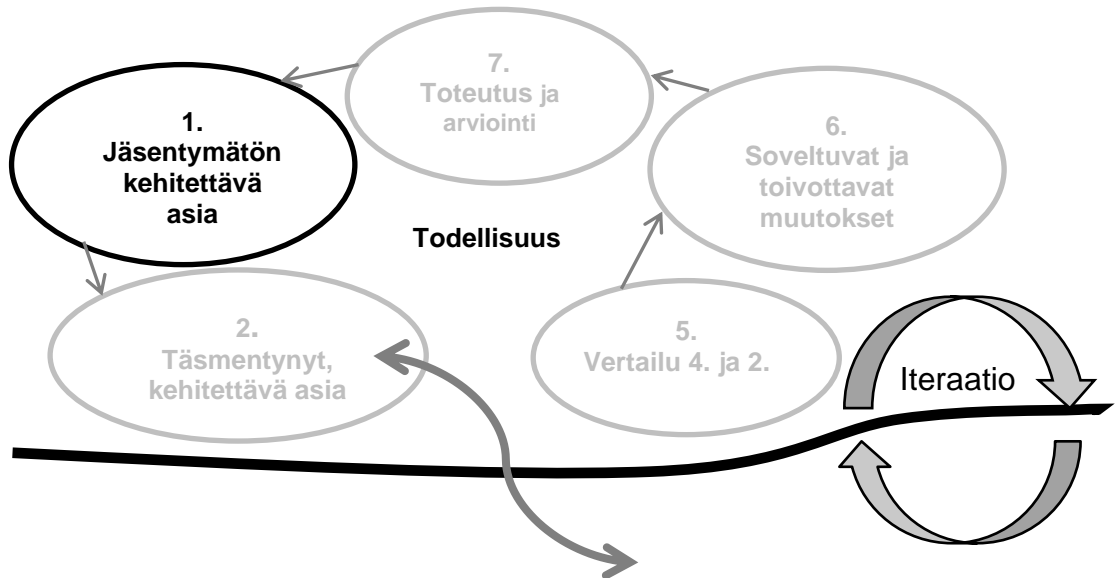 1.
Jäsentymätön
kehitettävä
asia
2.
Täsmentynyt,
kehitettävä asia
Todellisuus
5.
Vertailu 4. ja 2.
6.
Soveltuvat ja
toivottavat
muutokset
7.
Toteutus ja
arviointi
Iteraatio